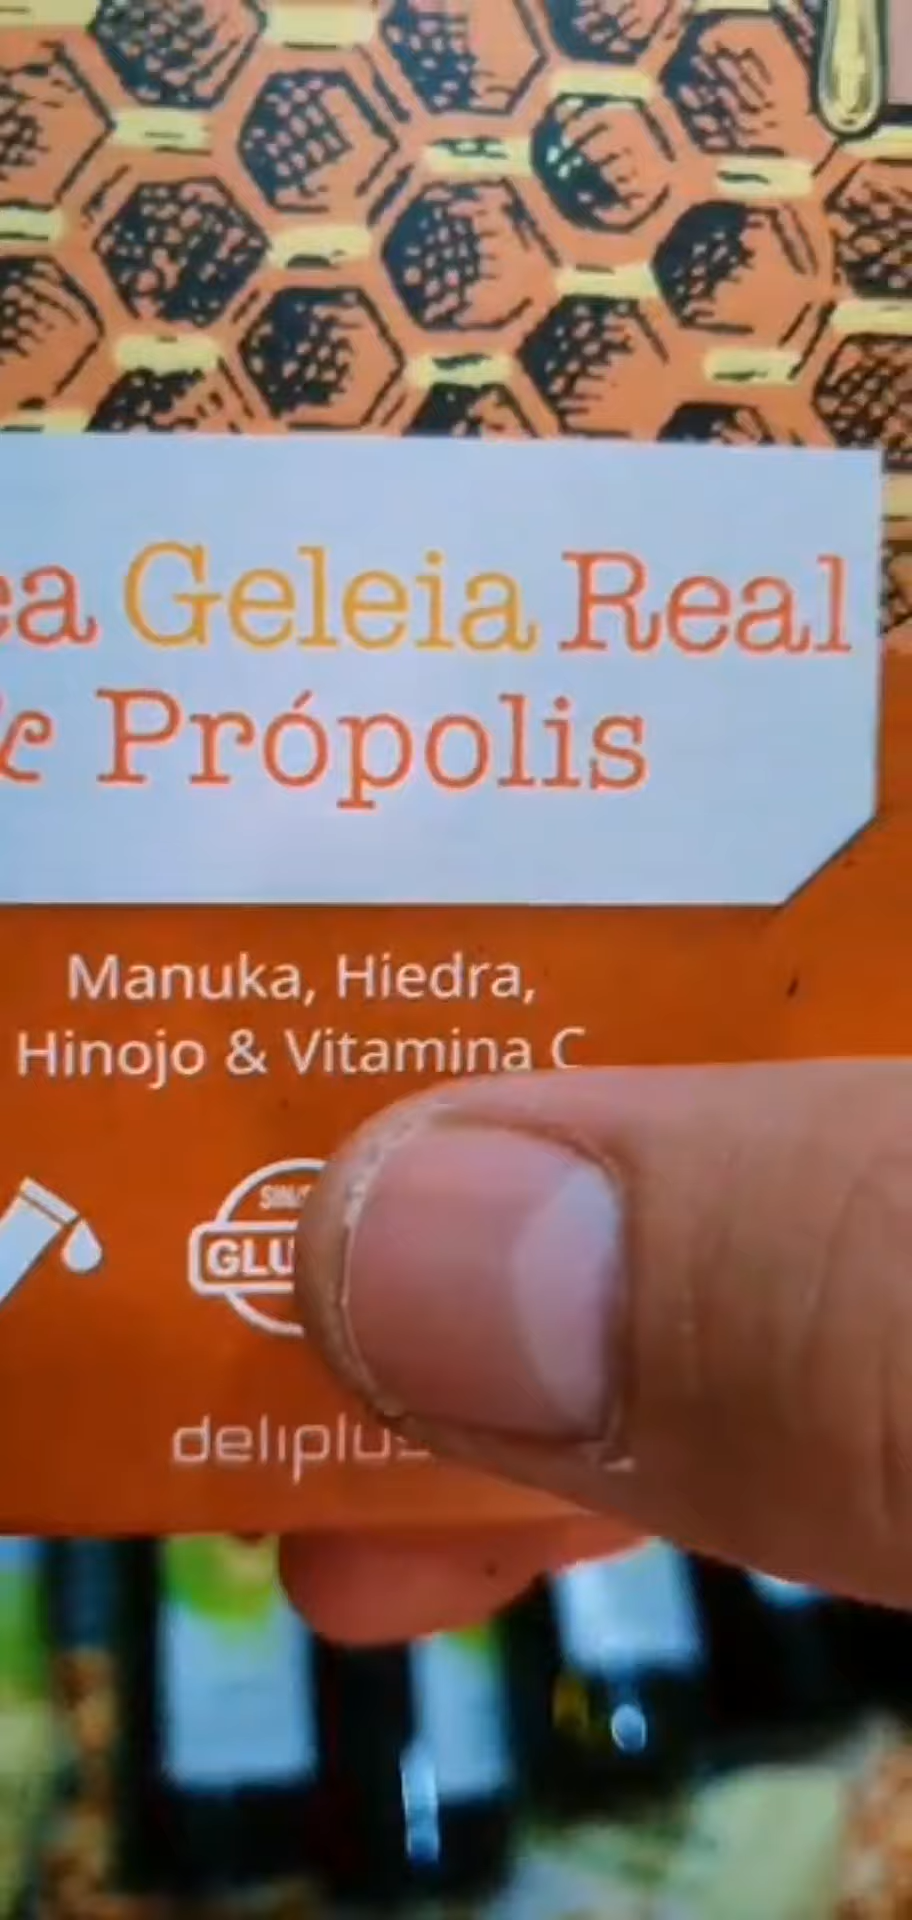 Geleia Real
& Própolis
Manuka, Hiedra,
Hinojo & Vitamina C